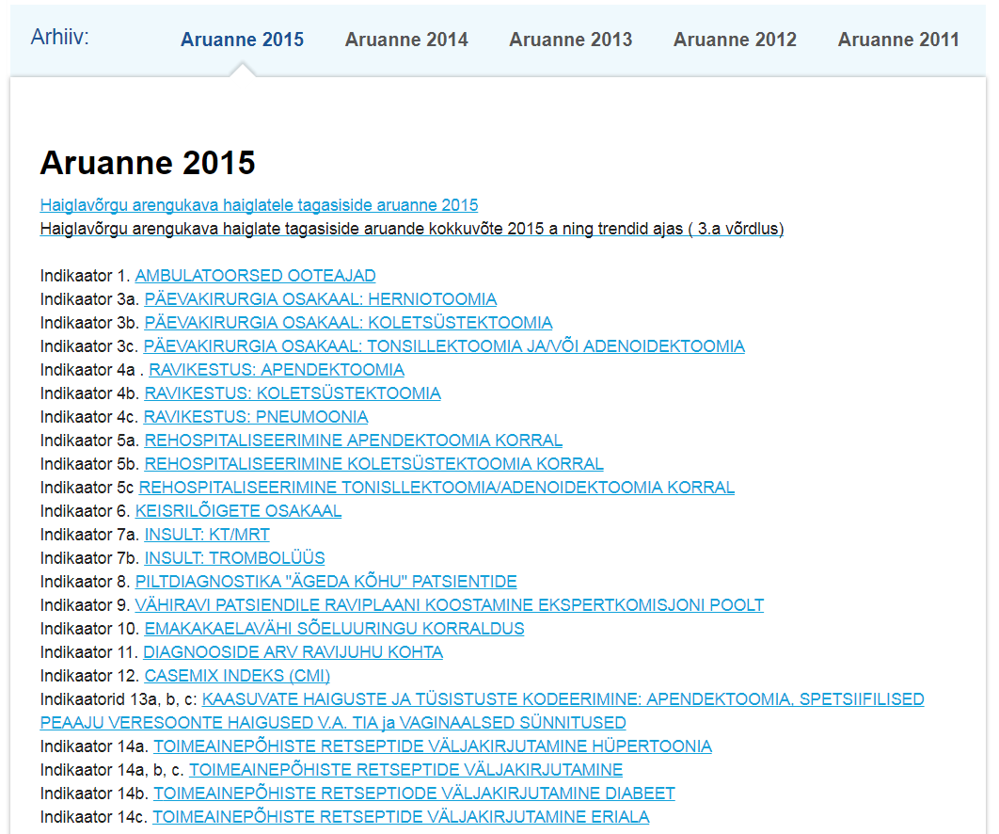 Arhiiv: Aruanne 2015 Aruanne 2014 Aruanne 2013 Aruanne 2012 Aruanne 2011
Aruanne 2015
Haiglavõrgu arengukava haiglatele tagasiside aruanne 2015
Haiglavõrgu arengukava haiglate tagasiside aruande kokkuvõte 2015 a ning trendid ajas ( 3.a võrdlus)
Indikaator 1. AMBULATOORSED OOTEAJAD
Indikaator 3a. PÄEVAKIRURGIA OSAKAAL: HERNIOTOOMIA
Indikaator 3b. PÄEVAKIRURGIA OSAKAAL: KOLETSÜSTEKTOOMIA
Indikaator 3c. PÄEVAKIRURGIA OSAKAAL: TONSILLEKTOOMIA JA/VÕI ADENOIDEKTOOMIA
Indikaator 4a . RAVIKESTUS: APENDEKTOOMIA
Indikaator 4b. RAVIKESTUS: KOLETSÜSTEKTOOMIA
Indikaator 4c. RAVIKESTUS: PNEUMOONIA
Indikaator 5a. REHOSPITALISEERIMINE APENDEKTOOMIA KORRAL
Indikaator 5b. REHOSPITALISEERIMINE KOLETSÜSTEKTOOMIA KORRAL
Indikaator 5c REHOSPITALISEERIMINE TONISLLEKTOOMIA/ADENOIDEKTOOMIA KORRAL
Indikaator 6. KEISRILÕIGETE OSAKAAL
Indikaator 7a. INSULT: KT/MRT
Indikaator 7b. INSULT: TROMBOLÜÜS
Indikaator 8. PILTDIAGNOSTIKA "ÄGEDA KÕHU" PATSIENTIDE
Indikaator 9. VÄHIRAVI PATSIENDILE RAVIPLAANI KOOSTAMINE EKSPERTKOMISJONI POOLT
Indikaator 10. EMAKAKAELAVÄHI SÕELUURINGU KORRALDUS
Indikaator 11. DIAGNOOSIDE ARV RAVIJUHU KOHTA
Indikaator 12. CASEMIX INDEKS (CMI)
Indikaatorid 13a, b, c: KAASUVATE HAIGUSTE JA TÜSISTUSTE KODEERIMINE: APENDEKTOOMIA, SPETSIIFILISED
PEAAJU VERESOONTE HAIGUSED V.A. TIA ja VAGINAALSED SÜNNITUSED
Indikaator 14a. TOIMEAINEPÕHISTE RETSEPTIDE VÄLJAKIRJUTAMINE HÜPERTOONIA
Indikaator 14a, b, c. TOIMEAINEPÕHISTE RETSEPTIDE VÄLJAKIRJUTAMINE
Indikaator 14b. TOIMEAINEPÕHISTE RETSEPTIODE VÄLJAKIRJUTAMINE DIABEET
Indikaator 14c. TOIMEAINEPÕHISTE RETSEPTIDE VÄLJAKIRJUTAMINE ERIALA